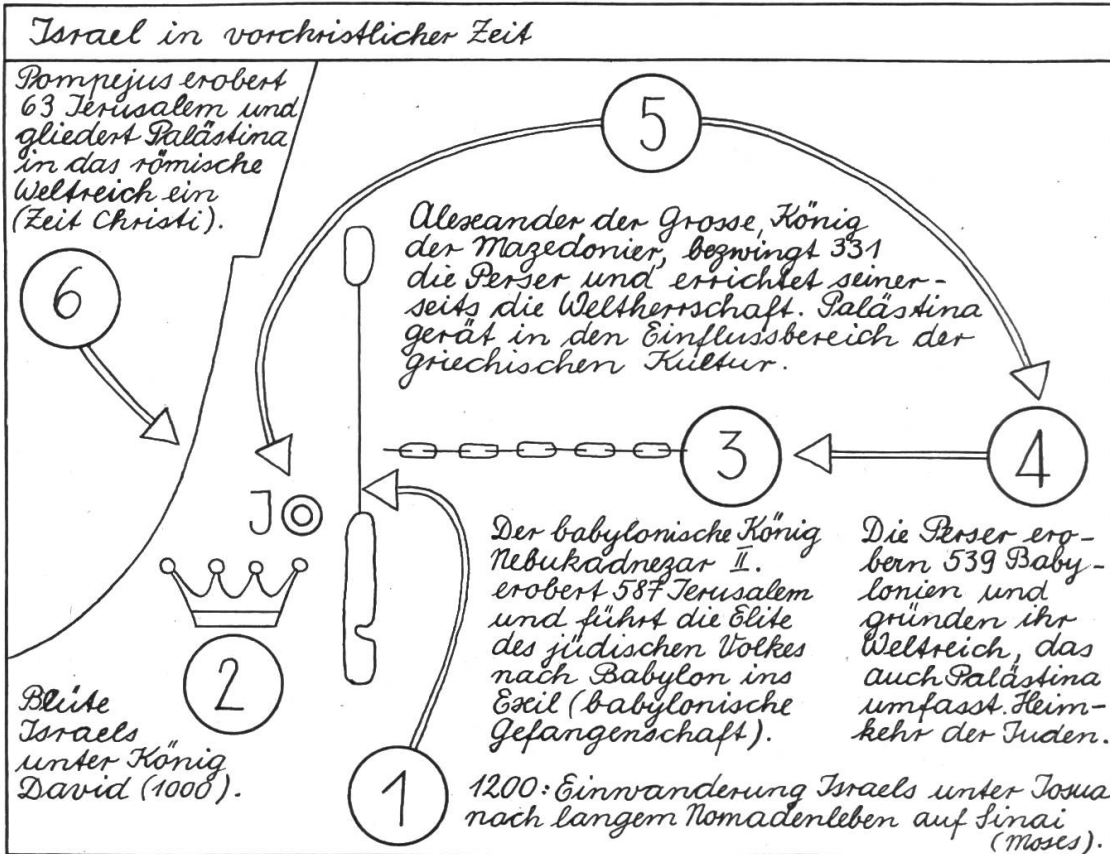 Israel in vorchristlicher Zeit
Pompejus erobert
63 Jerusalem und
gliedert Palästina
in das römische
Weltreich ein
(Zeit Christi).
6
5
Alexander der Grosse, König
der Mazedonier, bezwingt 331
die Perser und errichtet seiner-
seits die Weltherrschaft. Palästina
gerät in den Einflussbereich der
griechischen Kultur.
3
4
J
Der babylonische König
Nebukadnezar II.
erobert 587 Jerusalem
und führt die Elite
des jüdischen Volkes
nach Babylon ins
Exil (babylonische
Gefangenschaft).
Die Perser ero-
bern 539 Baby-
lonien und
gründen ihr
Weltreich, das
auch Palästina
umfasst. Heim-
kehr der Juden.
2
Blüte
Israels
unter König
David (1000).
1
1200: Einwanderung Israels unter Josua
nach langem Nomadenleben auf Sinai
(Moses).